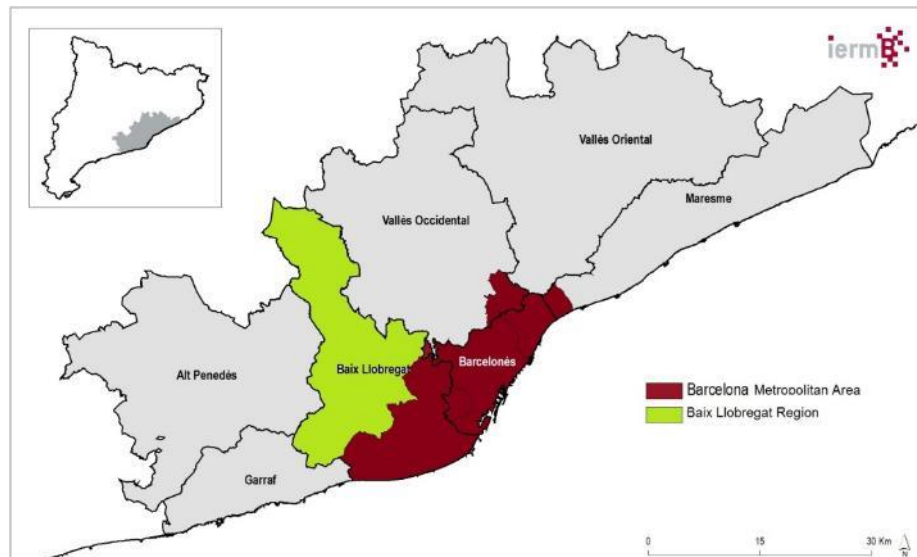 iermB
Vallès Oriental
Maresme
Vallès Occidental
Barcelonès
Baix Llobregat
Alt Penedés
Garraf
Barcelona Metropolitan Area
Baix Llobregat Region
0 15 30 Km
N